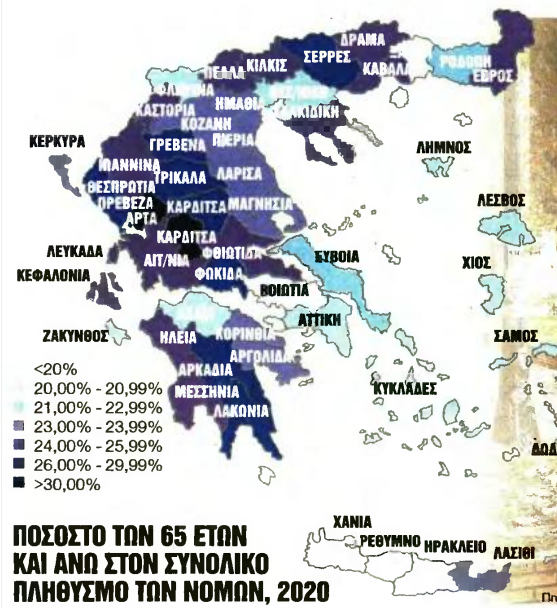 ΔΡΑΜΑ
ΣΕΡΡΕΣ
ΚΙΛΚΙΣ
ΠΕΛΛΑ
ΚΑΒΑΛΑ
ΡΟΔΟΠΗ
ΕΒΡΟΣ
ΦΛΩΡΙΝΑ
ΗΜΑΘΙΑ
ΚΑΣΤΟΡΙΑ
ΚΟΖΑΝΗ
ΚΕΡΚΥΡΑ
ΓΡΕΒΕΝΑ
ΠΙΕΡΙΑ
ΛΗΜΝΟΣ
ΙΩΑΝΝΙΝΑ
ΤΡΙΚΑΛΑ
ΛΑΡΙΣΑ
ΘΕΣΠΡΩΤΙΑ
ΠΡΕΒΕΖΑ
ΚΑΡΔΙΤΣΑ
ΜΑΓΝΗΣΙΑ
ΛΕΣΒΟΣ
ΑΡΤΑ
ΚΑΡΔΙΤΣΑ
ΛΕΥΚΑΔΑ
ΦΘΙΩΤΙΔΑ
ΕΥΒΟΙΑ
ΧΙΟΣ
ΑΙΤ/ΝΙΑ
ΚΕΦΑΛΟΝΙΑ
ΦΩΚΙΔΑ
ΒΟΙΩΤΙΑ
ΑΤΤΙΚΗ
ΖΑΚΥΝΘΟΣ
ΗΛΕΙΑ
ΚΟΡΙΝΘΙΑ
ΣΑΜΟΣ
ΑΡΓΟΛΙΔΑ
ΑΡΚΑΔΙΑ
ΜΕΣΣΗΝΙΑ
ΚΥΚΛΑΔΕΣ
ΛΑΚΩΝΙΑ
ΔΩΔ
<20%
20,00% - 20,99%
21,00% - 22,99%
23,00% - 23,99%
24,00% - 25,99%
26,00% - 29,99%
>30,00%
ΧΑΝΙΑ
ΡΕΘΥΜΝΟ
ΗΡΑΚΛΕΙΟ
ΛΑΣΙΘΙ
ΠΟΣΟΣΤΟ ΤΩΝ 65 ΕΤΩΝ
ΚΑΙ ΑΝΩ ΣΤΟΝ ΣΥΝΟΛΙΚΟ
ΠΛΗΘΥΣΜΟ ΤΩΝ ΝΟΜΩΝ, 2020